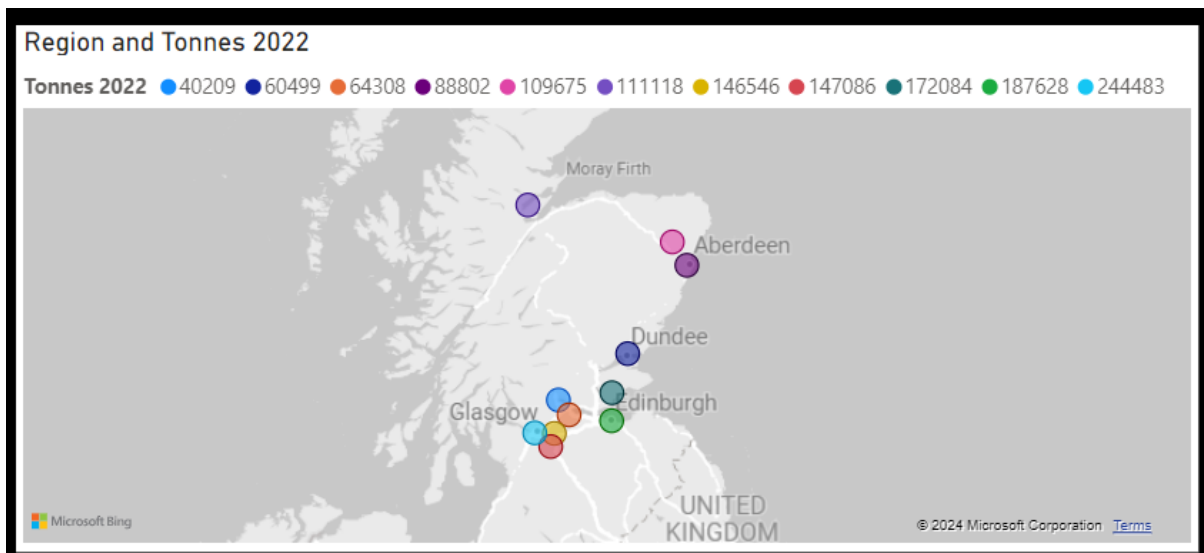 Region and Tonnes 2022
Tonnes 2022 40209 60499 64308 88802 109675 111118 146546 147086 172084 187628 244483
Moray Firth
Aberdeen
Dundee
Glasgow
Edinburgh
UNITED
KINGDOM
Microsoft Bing
© 2024 Microsoft Corporation Terms